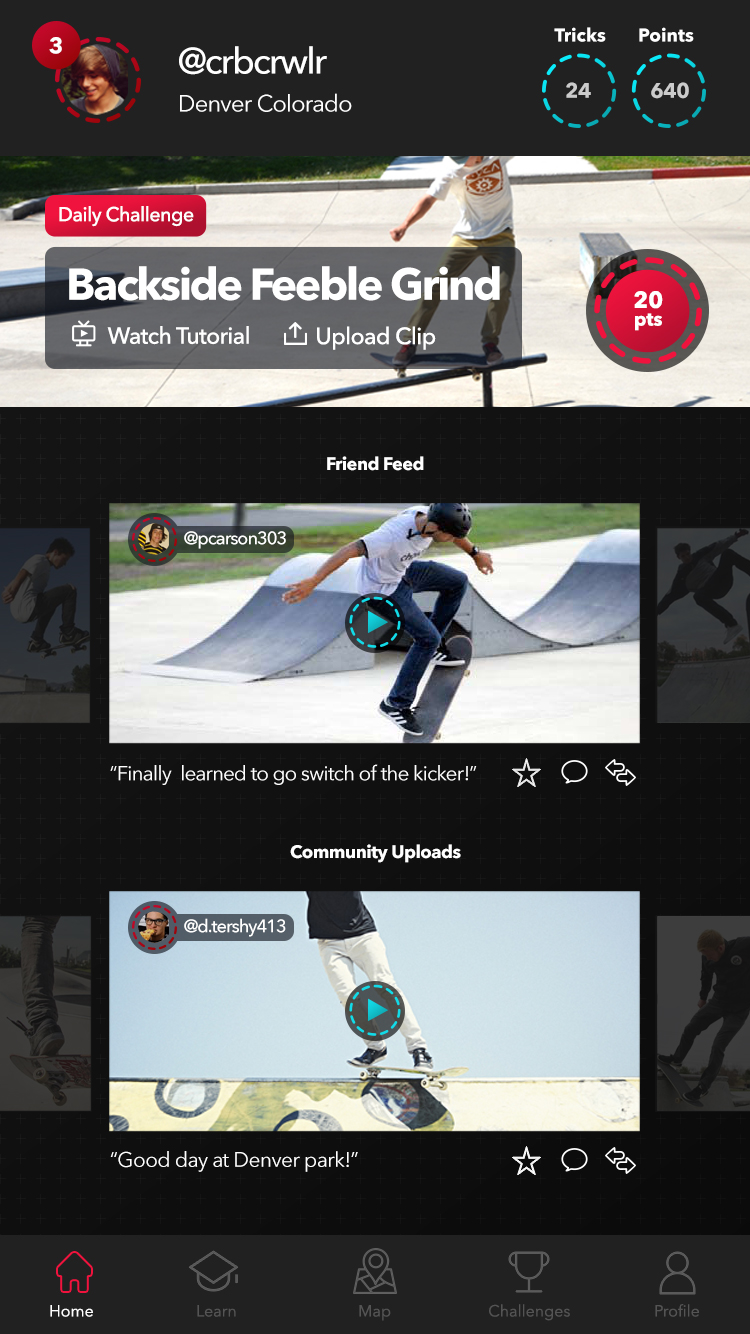 3
@crbcrwlr
Denver Colorado
Tricks
24
Points
640
Daily Challenge
Backside Feeble Grind
Watch Tutorial
Upload Clip
20
pts
Friend Feed
@pcarson303
“Finally learned to go switch of the kicker!”
Community Uploads
@d.tershy413
“Good day at Denver park!”
Home
Learn
Map
Challenges
Profile